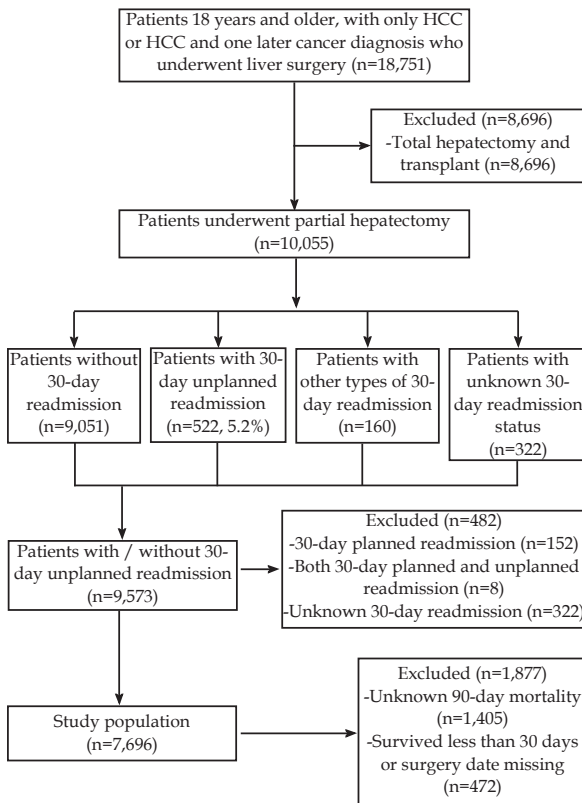 Patients 18 years and older, with only HCC
or HCC and one later cancer diagnosis who
underwent liver surgery (n=18,751)
Excluded (n=8,696)
-Total hepatectomy and
transplant (n=8,696)
Patients underwent partial hepatectomy
(n=10,055)
Patients without
30-day
readmission
(n=9,051)
Patients with 30-
day unplanned
readmission
(n=522, 5.2%)
Patients with
other types of 30-
day readmission
(n=160)
Patients with
unknown 30-
day readmission
status
(n=322)
Excluded (n=482)
-30-day planned readmission (n=152)
-Both 30-day planned and unplanned
readmission (n=8)
-Unknown 30-day readmission (n=322)
Patients with / without 30-
day unplanned readmission
(n=9,573)
Excluded (n=1,877)
-Unknown 90-day mortality
(n=1,405)
-Survived less than 30 days
or surgery date missing
(n=472)
Study population
(n=7,696)